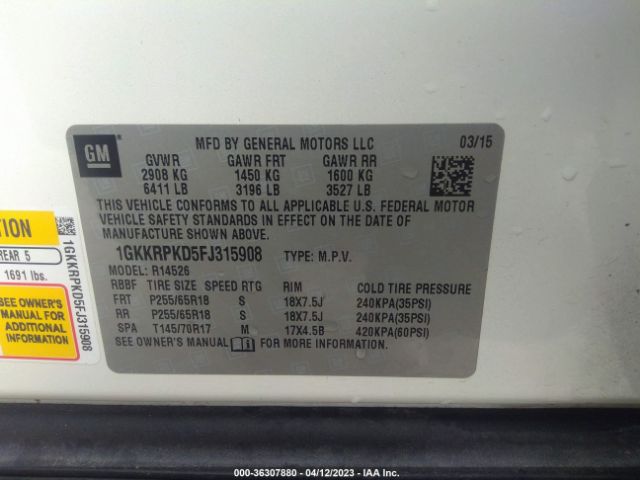 GM
MFD BY GENERAL MOTORS LLC 03/15
GVWR GAWR FRT GAWR RR
2908 KG 1450 KG 1600 KG
6411 LB 3196 LB 3527 LB
THIS VEHICLE CONFORMS TO ALL APPLICABLE U.S. FEDERAL MOTOR
VEHICLE SAFETY STANDARDS IN EFFECT ON THE DATE OF
MANUFACTURE SHOWN ABOVE.
1GKKRPKD5FJ315908 TYPE: M.P.V.
MODEL: R14526
RBBF TIRE SIZE SPEED RTG RIM COLD TIRE PRESSURE
FRT P255/65R18 S 18X7.5J 240KPA(35PSI)
RR P255/65R18 S 18X7.5J 240KPA(35PSI)
SPA T145/70R17 M 17X4.5B 420KPA(60PSI)
SEE OWNER'S MANUAL FOR MORE INFORMATION.
REAR 5
1691 lbs.
SEE OWNER'S
MANUAL FOR
ADDITIONAL
INFORMATION
1GKKRPKD5FJ315908
000-36307880 - 04/12/2023 - IAA Inc.